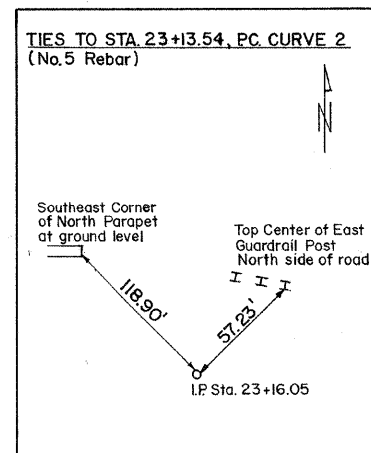 TIES TO STA. 23+13.54, P.C. CURVE 2
(No.5 Rebar)
N
Southeast Corner
of North Parapet
at ground level
Top Center of East
Guardrail Post
North side of road
118.90'
57.23'
I.P. Sta. 23+16.05